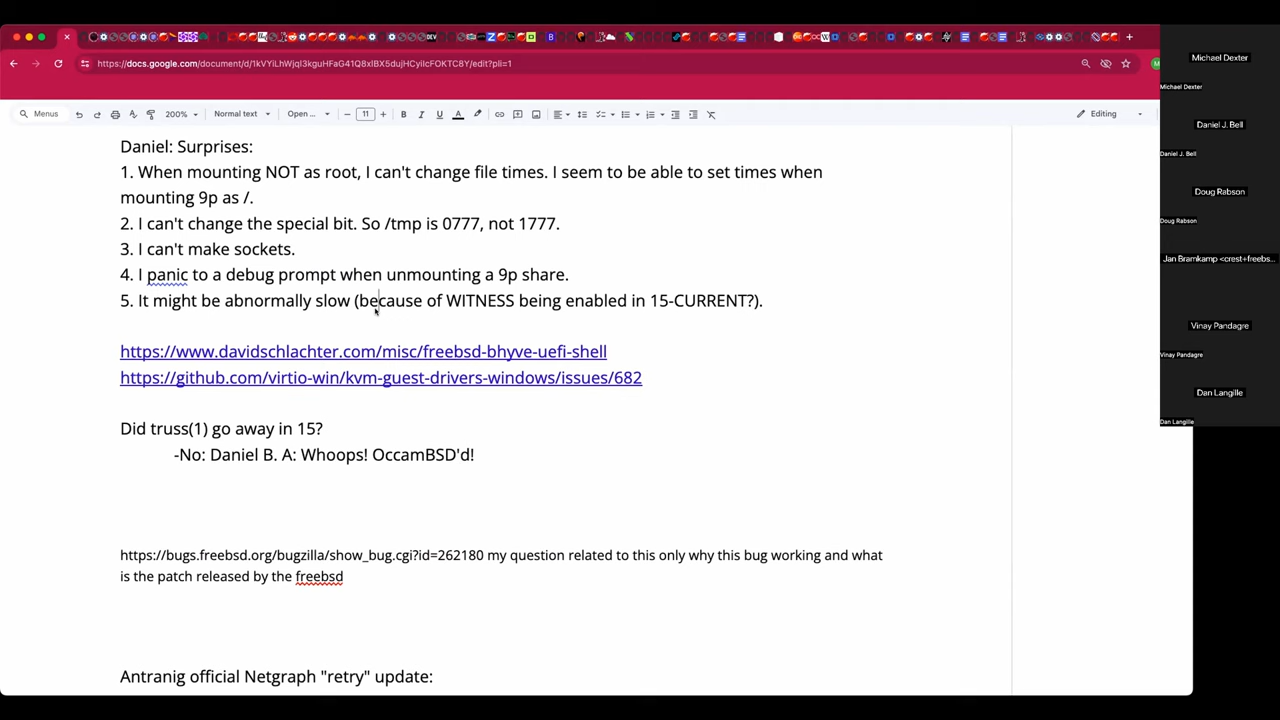 https://docs.google.com/document/d/1kVYiLhWjqI3kguHFaG41Q8xIBX5dujHCyiIcFOKTC8Y/edit?pli=1
Menus
200%
Normal text
Open ...
11
Editing
Daniel: Surprises:
1. When mounting NOT as root, I can't change file times. I seem to be able to set times when
mounting 9p as /.
2. I can't change the special bit. So /tmp is 0777, not 1777.
3. I can't make sockets.
4. I panic to a debug prompt when unmounting a 9p share.
5. It might be abnormally slow (because of WITNESS being enabled in 15-CURRENT?).
https://www.davidschlachter.com/misc/freebsd-bhyve-uefi-shell
https://github.com/virtio-win/kvm-guest-drivers-windows/issues/682
Did truss(1) go away in 15?
-No: Daniel B. A: Whoops! OccamBSD'd!
https://bugs.freebsd.org/bugzilla/show_bug.cgi?id=262180 my question related to this only why this bug working and what
is the patch released by the freebsd
Antranig official Netgraph "retry" update:
Michael Dexter
Michael Dexter
Daniel J. Bell
Daniel J. Bell
Doug Rabson
Doug Rabson
Jan Bramkamp <crest+freebs...
Vinay Pandagre
Vinay Pandagre
Dan Langille
Dan Langille